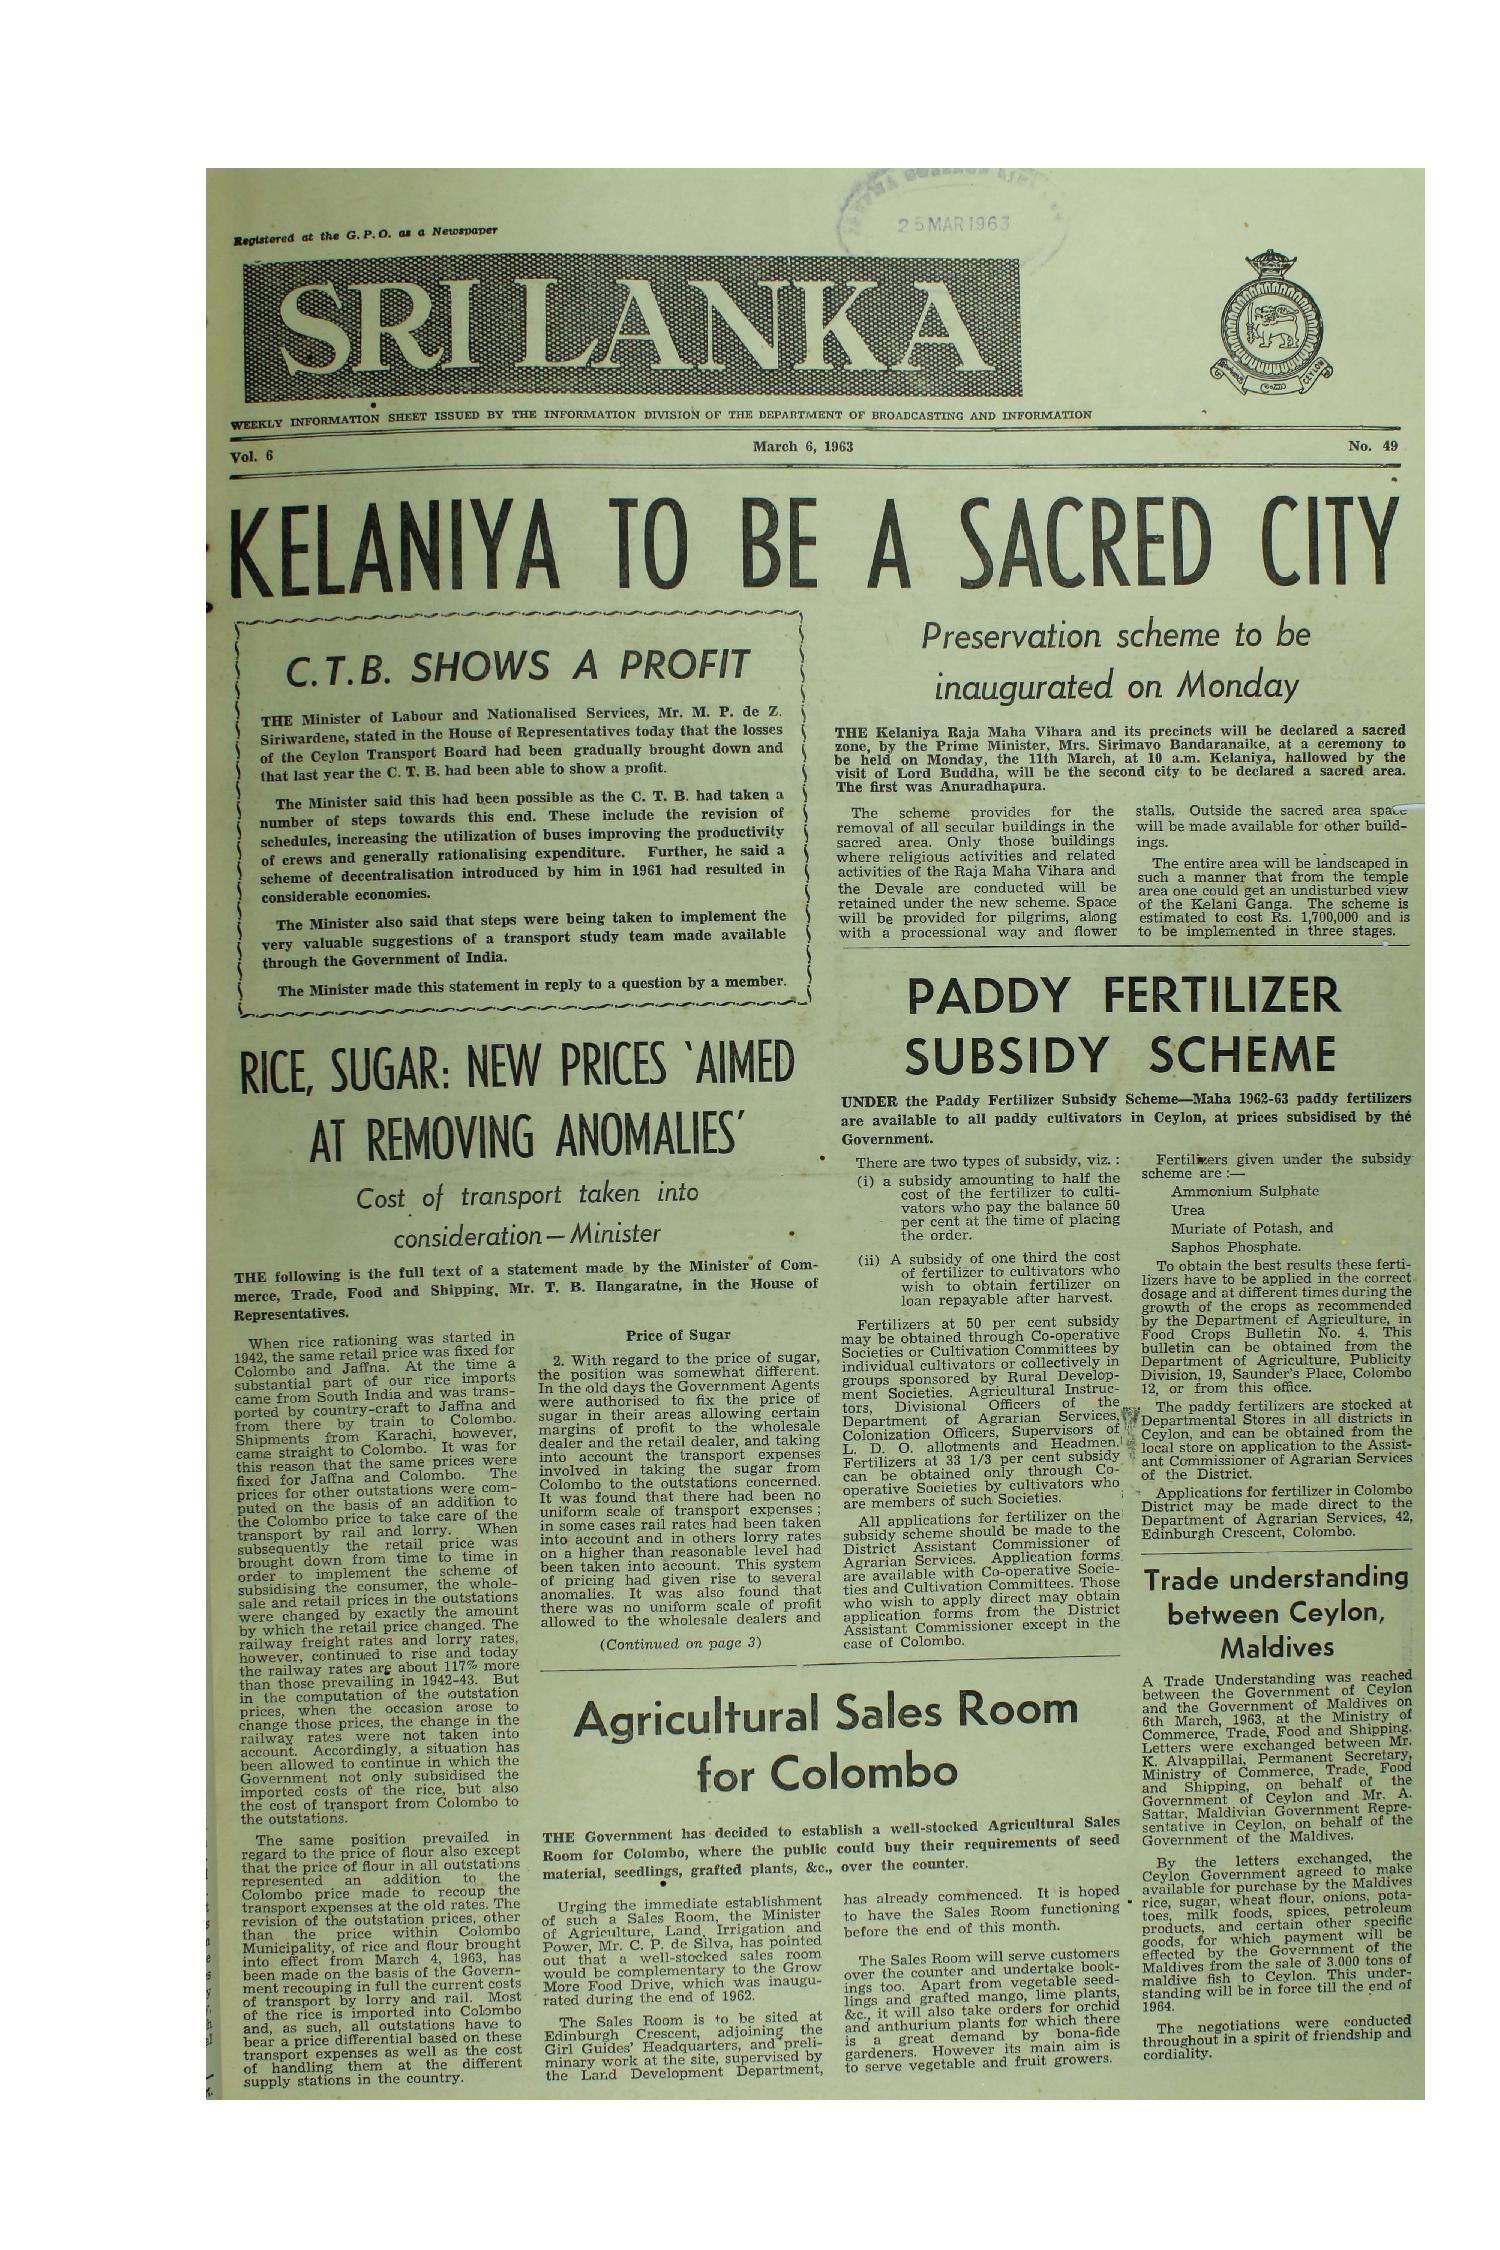 25 MAR 1963
Registered at the G. P. O. as a Newspaper
SRI LANKA
CEYLON
WEEKLY INFORMATION SHEET ISSUED BY THE INFORMATION DIVISION OF THE DEPARTMENT OF BROADCASTING AND INFORMATION
Vol. 6 March 6, 1963 No. 49
KELANIYA TO BE A SACRED CITY
C.T.B. SHOWS A PROFIT
THE Minister of Labour and Nationalised Services, Mr. M. P. de Z.
Siriwardene, stated in the House of Representatives today that the losses
of the Ceylon Transport Board had been gradually brought down and
that last year the C. T. B. had been able to show a profit.
The Minister said this had been possible as the C. T. B. had taken a
number of steps towards this end. These include the revision of
schedules, increasing the utilization of buses improving the productivity
of crews and generally rationalising expenditure. Further, he said a
scheme of decentralisation introduced by him in 1961 had resulted in
considerable economies.
The Minister also said that steps were being taken to implement the
very valuable suggestions of a transport study team made available
through the Government of India.
The Minister made this statement in reply to a question by a member.
Preservation scheme to be
inaugurated on Monday
THE Kelaniya Raja Maha Vihara and its precincts will be declared a sacred
zone, by the Prime Minister, Mrs. Sirimavo Bandaranaike, at a ceremony to
be held on Monday, the 11th March, at 10 a.m. Kelaniya, hallowed by the
visit of Lord Buddha, will be the second city to be declared a sacred area.
The first was Anuradhapura.
The scheme provides for the
removal of all secular buildings in the
sacred area. Only those buildings
where religious activities and related
activities of the Raja Maha Vihara and
the Devale are conducted will be
retained under the new scheme. Space
will be provided for pilgrims, along
with a processional way and flower
stalls. Outside the sacred area space
will be made available for other build-
ings.
The entire area will be landscaped in
such a manner that from the temple
area one could get an undisturbed view
of the Kelani Ganga. The scheme is
estimated to cost Rs. 1,700,000 and is
to be implemented in three stages.
RICE, SUGAR: NEW PRICES 'AIMED
AT REMOVING ANOMALIES'
Cost of transport taken into
consideration — Minister
THE following is the full text of a statement made by the Minister of Com-
merce, Trade, Food and Shipping, Mr. T. B. Ilangaratne, in the House of
Representatives.
When rice rationing was started in
1942, the same retail price was fixed for
Colombo and Jaffna. At the time a
substantial part of our rice imports
came from South India and was trans-
ported by country-craft to Jaffna and
from there by train to Colombo.
Shipments from Karachi, however,
came straight to Colombo. It was for
this reason that the same prices were
fixed for Jaffna and Colombo. The
prices for other outstations were com-
puted on the basis of an addition to
the Colombo price to take care of the
transport by rail and lorry. When
subsequently the retail price was
brought down from time to time in
order to implement the scheme of
subsidising the consumer, the whole-
sale and retail prices in the outstations
were changed by exactly the amount
by which the retail price changed. The
railway freight rates and lorry rates,
however, continued to rise and today
the railway rates are about 117% more
than those prevailing in 1942-43. But
in the computation of the outstation
prices, when the occasion arose to
change those prices, the change in the
railway rates were not taken into
account. Accordingly, a situation has
been allowed to continue in which the
Government not only subsidised the
imported costs of the rice, but also
the cost of transport from Colombo to
the outstations.
The same position prevailed in
regard to the price of flour also except
that the price of flour in all outstations
represented an addition to the
Colombo price made to recoup the
transport expenses at the old rates. The
revision of the outstation prices, other
than the price within Colombo
Municipality, of rice and flour brought
into effect from March 4, 1963, has
been made on the basis of the Govern-
ment recouping in full the current costs
of transport by lorry and rail. Most
of the rice is imported into Colombo
and, as such, all outstations have to
bear a price differential based on these
transport expenses as well as the cost
of handling them at the different
supply stations in the country.
Price of Sugar
2. With regard to the price of sugar,
the position was somewhat different.
In the old days the Government Agents
were authorised to fix the price of
sugar in their areas allowing certain
margins of profit to the wholesale
dealer and the retail dealer, and taking
into account the transport expenses
involved in taking the sugar from
Colombo to the outstations concerned.
It was found that there had been no
uniform scale of transport expenses ;
in some cases rail rates had been taken
into account and in others lorry rates
on a higher than reasonable level had
been taken into account. This system
of pricing had given rise to several
anomalies. It was also found that
there was no uniform scale of profit
allowed to the wholesale dealers and
(Continued on page 3)
PADDY FERTILIZER
SUBSIDY SCHEME
UNDER the Paddy Fertilizer Subsidy Scheme—Maha 1962-63 paddy fertilizers
are available to all paddy cultivators in Ceylon, at prices subsidised by the
Government.
There are two types of subsidy, viz. :
(i) a subsidy amounting to half the
cost of the fertilizer to culti-
vators who pay the balance 50
per cent at the time of placing
the order.
(ii) A subsidy of one third the cost
of fertilizer to cultivators who
wish to obtain fertilizer on
loan repayable after harvest.
Fertilizers at 50 per cent subsidy
may be obtained through Co-operative
Societies or Cultivation Committees by
individual cultivators or collectively in
groups sponsored by Rural Develop-
ment Societies. Agricultural Instruc-
tors, Divisional Officers of the
Department of Agrarian Services,
Colonization Officers, Supervisors of
L. D. O. allotments and Headmen.
Fertilizers at 33 1/3 per cent subsidy
can be obtained only through Co-
operative Societies by cultivators who
are members of such Societies.
All applications for fertilizer on the
subsidy scheme should be made to the
District Assistant Commissioner of
Agrarian Services. Application forms
are available with Co-operative Socie-
ties and Cultivation Committees. Those
who wish to apply direct may obtain
application forms from the District
Assistant Commissioner except in the
case of Colombo.
Fertilizers given under the subsidy
scheme are :—
Ammonium Sulphate
Urea
Muriate of Potash, and
Saphos Phosphate.
To obtain the best results these ferti-
lizers have to be applied in the correct
dosage and at different times during the
growth of the crops as recommended
by the Department of Agriculture, in
Food Crops Bulletin No. 4. This
bulletin can be obtained from the
Department of Agriculture, Publicity
Division, 19, Saunder's Place, Colombo
12, or from this office.
The paddy fertilizers are stocked at
Departmental Stores in all districts in
Ceylon, and can be obtained from the
local store on application to the Assist-
ant Commissioner of Agrarian Services
of the District.
Applications for fertilizer in Colombo
District may be made direct to the
Department of Agrarian Services, 42,
Edinburgh Crescent, Colombo.
Agricultural Sales Room
for Colombo
THE Government has decided to establish a well-stocked Agricultural Sales
Room for Colombo, where the public could buy their requirements of seed
material, seedlings, grafted plants, &c., over the counter.
Urging the immediate establishment
of such a Sales Room, the Minister
of Agriculture, Land, Irrigation and
Power, Mr. C. P. de Silva, has pointed
out that a well-stocked sales room
would be complementary to the Grow
More Food Drive, which was inaugu-
rated during the end of 1962.
The Sales Room is to be sited at
Edinburgh Crescent, adjoining the
Girl Guides' Headquarters, and preli-
minary work at the site, supervised by
the Land Development Department,
has already commenced. It is hoped
to have the Sales Room functioning
before the end of this month.
The Sales Room will serve customers
over the counter and undertake book-
ings too. Apart from vegetable seed-
lings and grafted mango, lime plants,
&c., it will also take orders for orchid
and anthurium plants for which there
is a great demand by bona-fide
gardeners. However its main aim is
to serve vegetable and fruit growers.
Trade understanding
between Ceylon,
Maldives
A Trade Understanding was reached
between the Government of Ceylon
and the Government of Maldives on
6th March, 1963, at the Ministry of
Commerce, Trade, Food and Shipping.
Letters were exchanged between Mr.
K. Alvappillai, Permanent Secretary,
Ministry of Commerce, Trade, Food
and Shipping, on behalf of the
Government of Ceylon and Mr. A.
Sattar, Maldivian Government Repre-
sentative in Ceylon, on behalf of the
Government of the Maldives.
By the letters exchanged, the
Ceylon Government agreed to make
available for purchase by the Maldives
rice, sugar, wheat flour, onions, pota-
toes, milk foods, spices, petroleum
products, and certain other specific
goods, for which payment will be
effected by the Government of the
Maldives from the sale of 3,000 tons of
maldive fish to Ceylon. This under-
standing will be in force till the end of
1964.
The negotiations were conducted
throughout in a spirit of friendship and
cordiality.